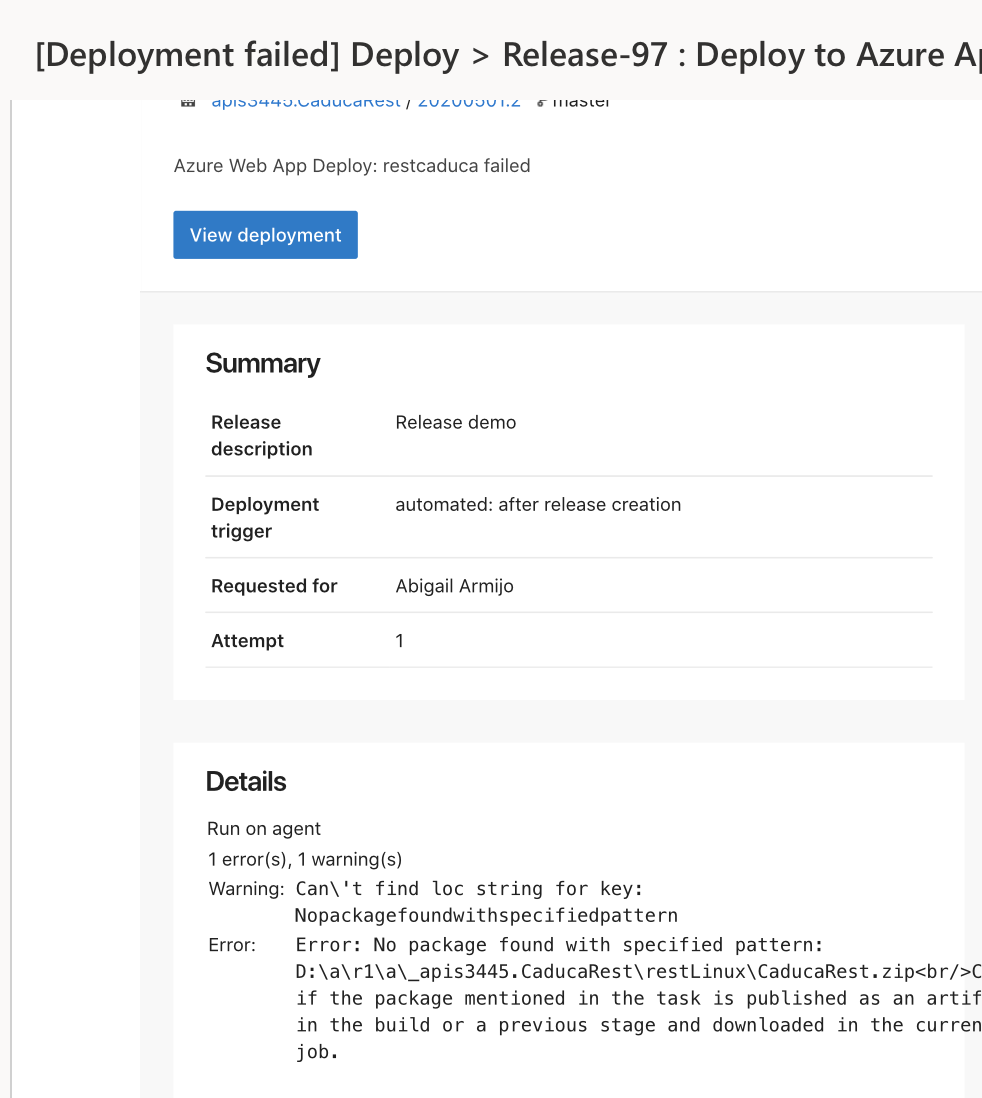 [Deployment failed] Deploy > Release-97 : Deploy to Azure
apis3445.CaducaRest / 20200501.2 master
Azure Web App Deploy: restcaduca failed
View deployment
Summary
Release Release demo
description
Deployment automated: after release creation
trigger
Requested for Abigail Armijo
Attempt 1
Details
Run on agent
1 error(s), 1 warning(s)
Warning: Can\'t find loc string for key:
Nopackagefoundwithspecifiedpattern
Error: Error: No package found with specified pattern:
D:\a\r1\a\_apis3445.CaducaRest\restLinux\CaducaRest.zip<br/>
if the package mentioned in the task is published as an
in the build or a previous stage and downloaded in the
job.